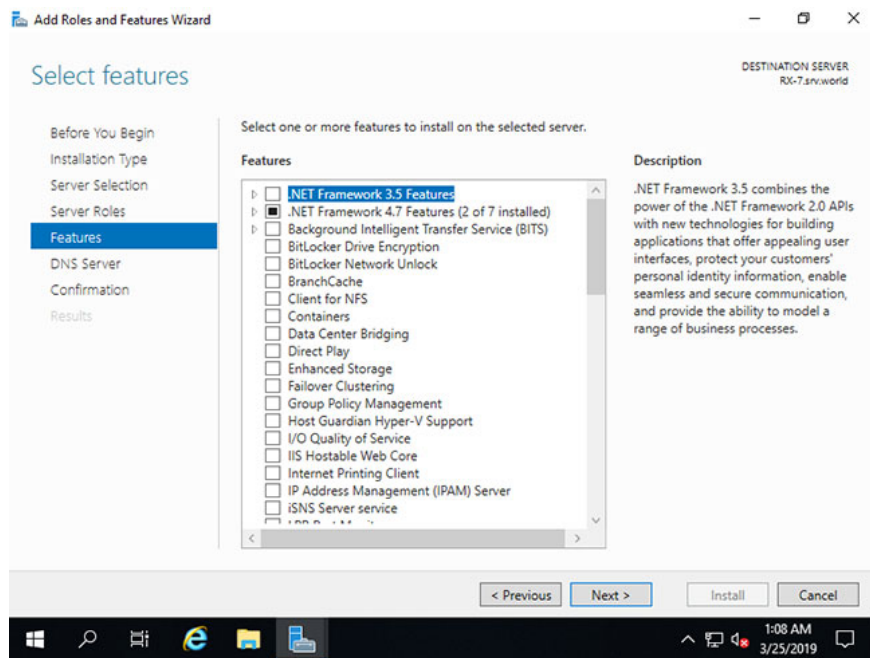 Add Roles and Features Wizard
Select features
DESTINATION SERVER
RX-7.srv.world
Before You Begin
Installation Type
Server Selection
Server Roles
Features
DNS Server
Confirmation
Results
Select one or more features to install on the selected server.
Features
.NET Framework 3.5 Features
.NET Framework 4.7 Features (2 of 7 installed)
Background Intelligent Transfer Service (BITS)
BitLocker Drive Encryption
BitLocker Network Unlock
BranchCache
Client for NFS
Containers
Data Center Bridging
Direct Play
Enhanced Storage
Failover Clustering
Group Policy Management
Host Guardian Hyper-V Support
I/O Quality of Service
IIS Hostable Web Core
Internet Printing Client
IP Address Management (IPAM) Server
iSNS Server service
Description
.NET Framework 3.5 combines the
power of the .NET Framework 2.0 APIs
with new technologies for building
applications that offer appealing user
interfaces, protect your customers'
personal identity information, enable
seamless and secure communication,
and provide the ability to model a
range of business processes.
< Previous
Next >
Install
Cancel
1:08 AM
3/25/2019